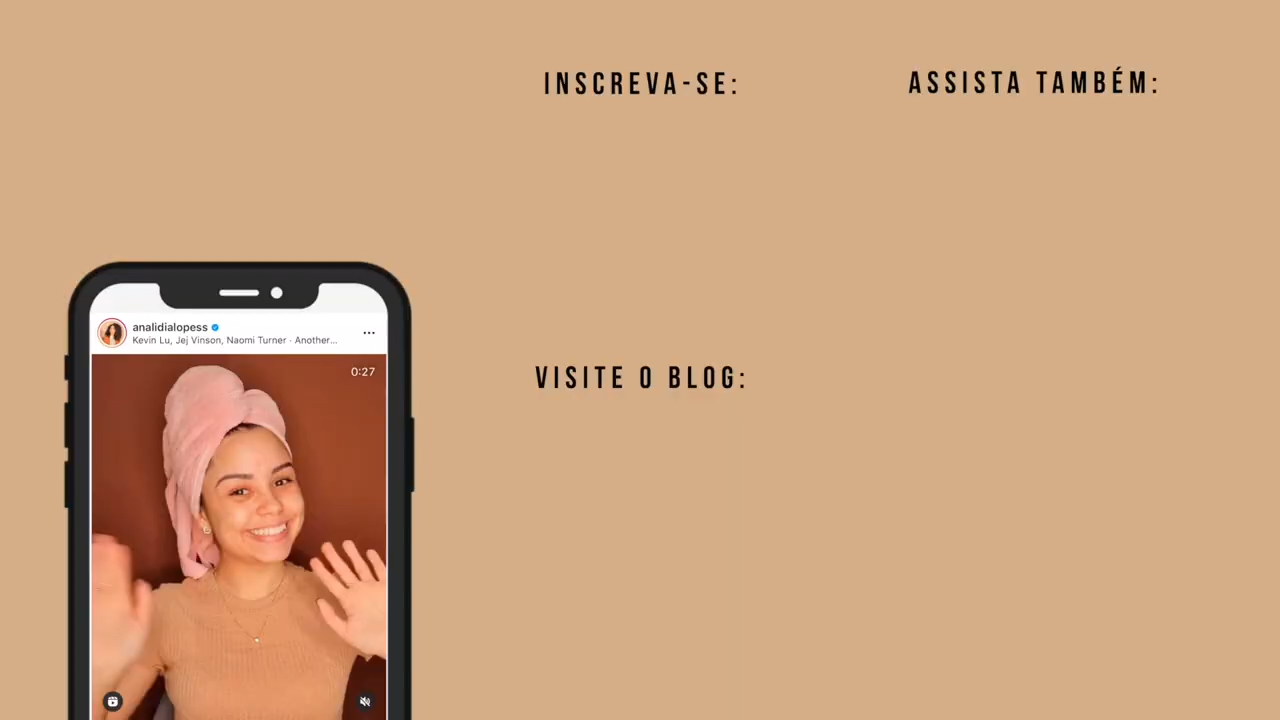 INSCREVA-SE:
ASSISTA TAMBÉM:
analidialopess
Kevin Lu, Jej Vinson, Naomi Turner · Another...
0:27
VISITE O BLOG: